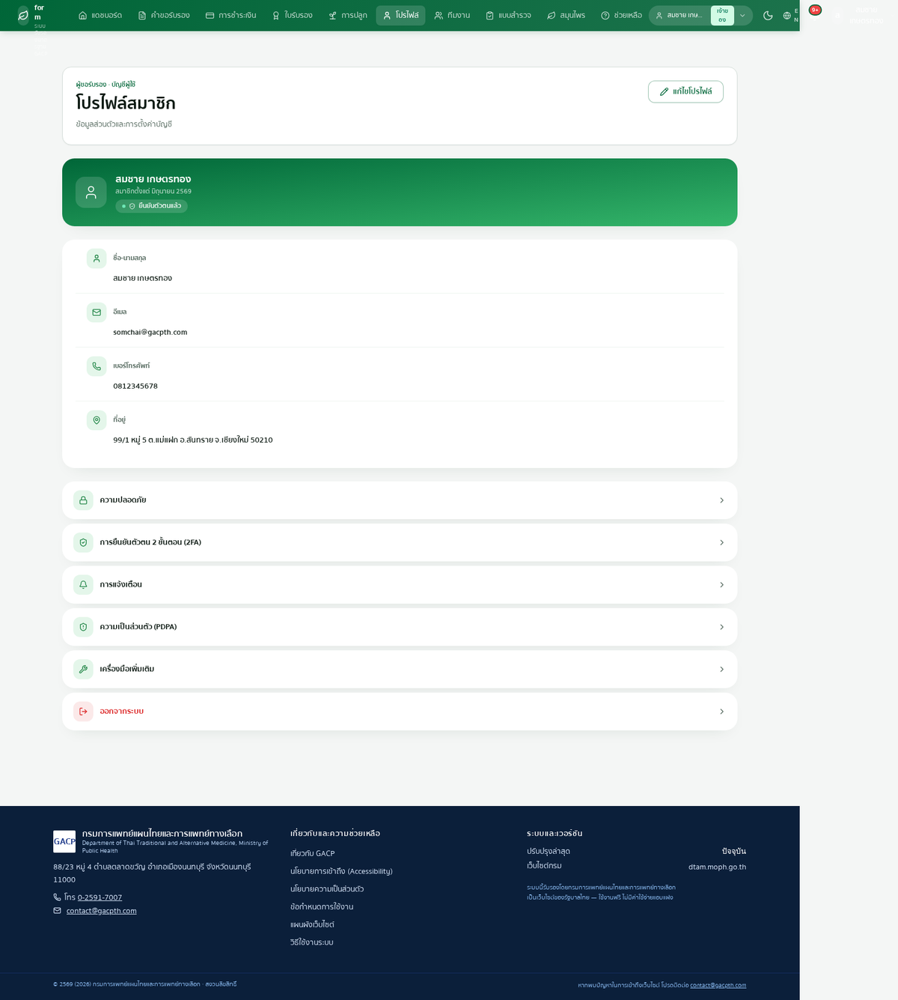 for
m
ระบบ
แดชบอร์ด
คำขอรับรอง
การชำระเงิน
ใบรับรอง
การปลูก
โปรไฟล์
ทีมงาน
แบบสำรวจ
สมุนไพร
ช่วยเหลือ
สมชาย เกษ...
เจ้าข
อง
E
N
9+
ผู้ขอรับรอง · บัญชีผู้ใช้
โปรไฟล์สมาชิก
ข้อมูลส่วนตัวและการตั้งค่าบัญชี
แก้ไขโปรไฟล์
สมชาย เกษตรทอง
สมาชิกตั้งแต่ มิถุนายน 2569
ยืนยันตัวตนแล้ว
ชื่อ-นามสกุล
สมชาย เกษตรทอง
อีเมล
somchai@gacpth.com
เบอร์โทรศัพท์
0812345678
ที่อยู่
99/1 หมู่ 5 ต.แม่แฝก อ.สันทราย จ.เชียงใหม่ 50210
ความปลอดภัย
การยืนยันตัวตน 2 ขั้นตอน (2FA)
การแจ้งเตือน
ความเป็นส่วนตัว (PDPA)
เครื่องมือเพิ่มเติม
ออกจากระบบ
GACP
กรมการแพทย์แผนไทยและการแพทย์ทางเลือก
Department of Thai Traditional and Alternative Medicine, Ministry of
Public Health
88/23 หมู่ 4 ตำบลตลาดขวัญ อำเภอเมืองนนทบุรี จังหวัดนนทบุรี
11000
โทร 0-2591-7007
contact@gacpth.com
เกี่ยวกับและความช่วยเหลือ
เกี่ยวกับ GACP
นโยบายการเข้าถึง (Accessibility)
นโยบายความเป็นส่วนตัว
ข้อกำหนดการใช้งาน
แผนผังเว็บไซต์
วิธีใช้งานระบบ
ระบบและเวอร์ชัน
ปรับปรุงล่าสุด ปัจจุบัน
เว็บไซต์กรม dtam.moph.go.th
ระบบนี้รับรองโดยกรมการแพทย์แผนไทยและการแพทย์ทางเลือก
เป็นเว็บไซต์ของรัฐบาลไทย — ใช้งานฟรี ไม่มีค่าใช้จ่ายแอบแฝง
© 2569 (2026) กรมการแพทย์แผนไทยและการแพทย์ทางเลือก · สงวนลิขสิทธิ์
หากพบปัญหาในการเข้าถึงเว็บไซต์ โปรดติดต่อ contact@gacpth.com